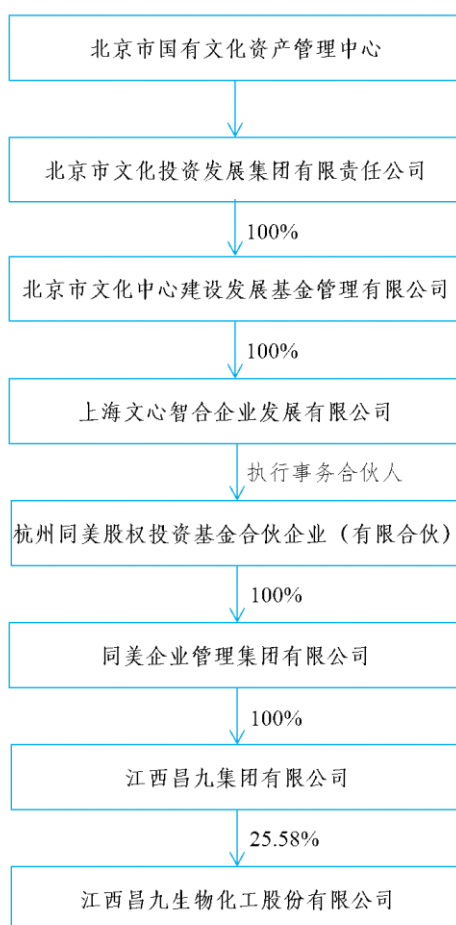 北京市国有文化资产管理中心
北京市文化投资发展集团有限责任公司
100%
北京市文化中心建设发展基金管理有限公司
100%
上海文心智合企业发展有限公司
执行事务合伙人
杭州同美股权投资基金合伙企业（有限合伙）
100%
同美企业管理集团有限公司
100%
江西昌九集团有限公司
25.58%
江西昌九生物化工股份有限公司